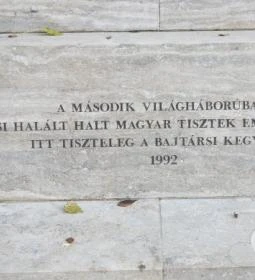 A MÁSODIK VILÁGHÁBORÚBA
SI HALÁLT HALT MAGYAR TISZTEK EM
ITT TISZTELEG A BAJTÁRSI KEGY
1992